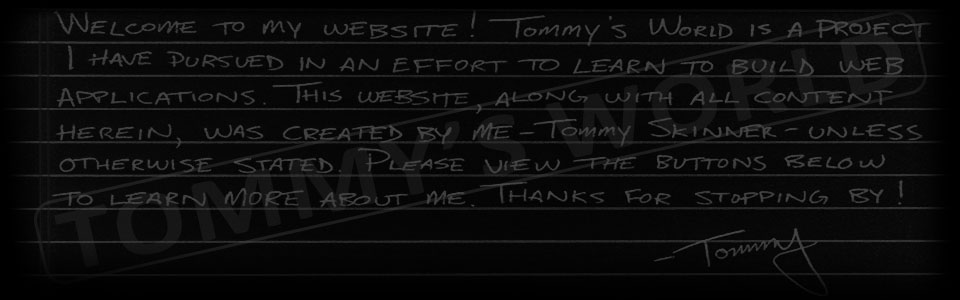 WELCOME TO MY WEBSITE! TOMMY'S WORLD IS A PROJECT
I HAVE PURSUED IN AN EFFORT TO LEARN TO BUILD WEB
APPLICATIONS. THIS WEBSITE, ALONG WITH ALL CONTENT
HEREIN, WAS CREATED BY ME – TOMMY SKINNER – UNLESS
OTHERWISE STATED. PLEASE VIEW THE BUTTONS BELOW
TO LEARN MORE ABOUT ME. THANKS FOR STOPPING BY!
– Tommy
TOMMY'S WORLD